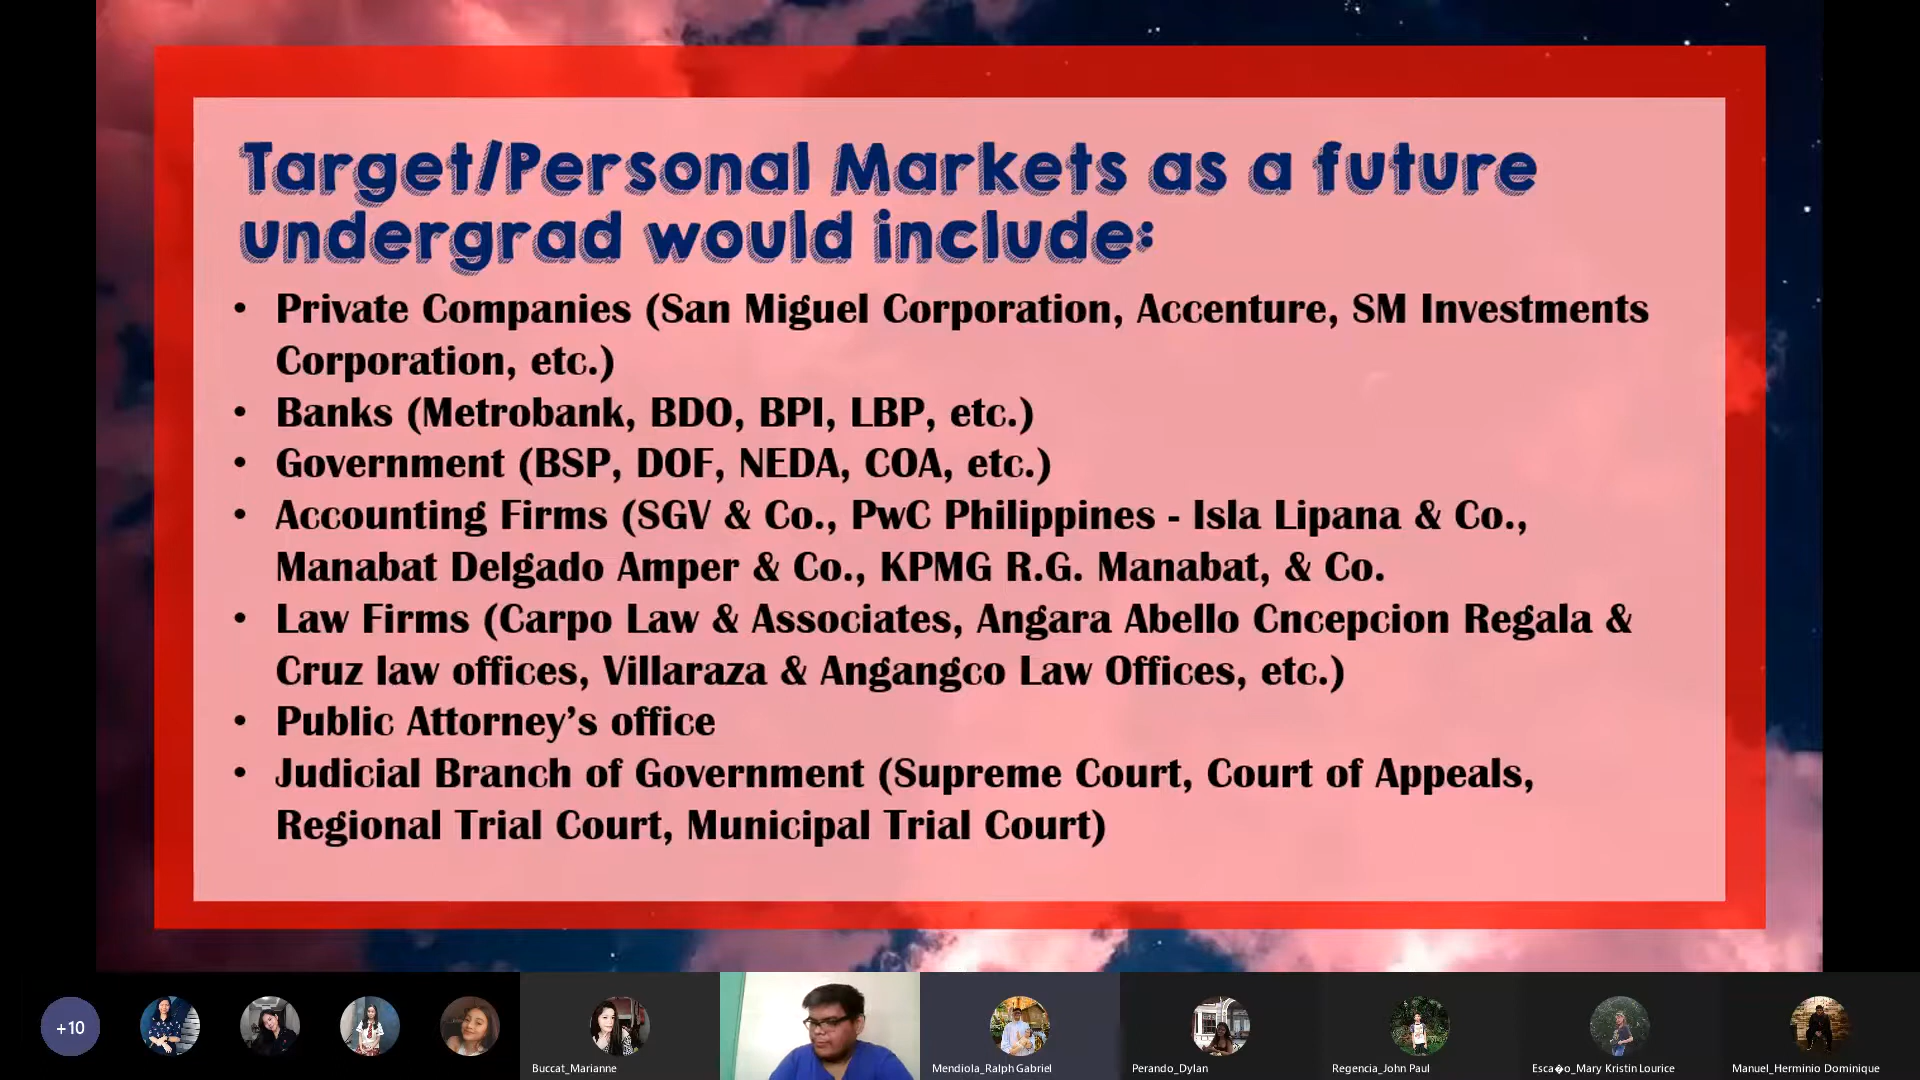 Target/Personal Markets as a future
undergrad would include:
• Private Companies (San Miguel Corporation, Accenture, SM Investments
Corporation, etc.)
• Banks (Metrobank, BDO, BPI, LBP, etc.)
• Government (BSP, DOF, NEDA, COA, etc.)
• Accounting Firms (SGV & Co., PwC Philippines - Isla Lipana & Co.,
Manabat Delgado Amper & Co., KPMG R.G. Manabat, & Co.
• Law Firms (Carpo Law & Associates, Angara Abello Cncepcion Regala &
Cruz law offices, Villaraza & Angangco Law Offices, etc.)
• Public Attorney’s office
• Judicial Branch of Government (Supreme Court, Court of Appeals,
Regional Trial Court, Municipal Trial Court)
+10
Buccat_Marianne
Mendiola_Ralph Gabriel
Perando_Dylan
Regencia_John Paul
Esca�o_Mary Kristin Lourice
Manuel_Herminio Dominique